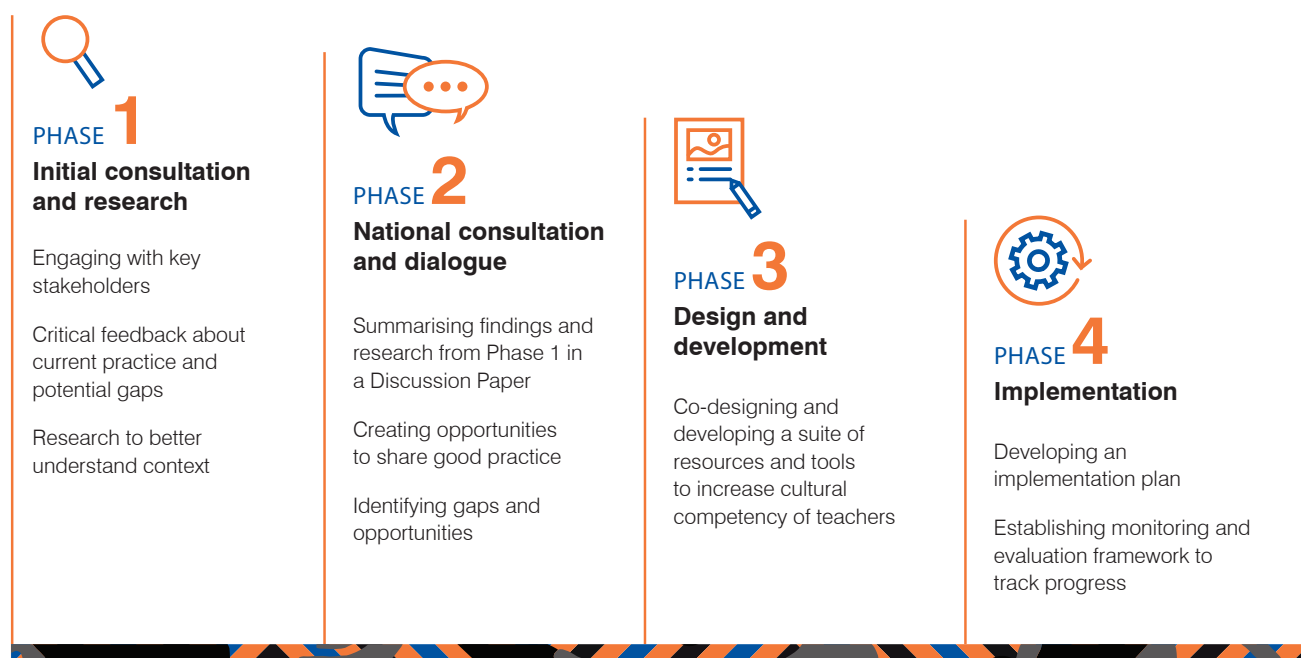 PHASE 1
Initial consultation
and research
Engaging with key
stakeholders
Critical feedback about
current practice and
potential gaps
Research to better
understand context
PHASE 2
National consultation
and dialogue
Summarising findings and
research from Phase 1 in
a Discussion Paper
Creating opportunities
to share good practice
Identifying gaps and
opportunities
PHASE 3
Design and
development
Co-designing and
developing a suite of
resources and tools
to increase cultural
competency of teachers
PHASE 4
Implementation
Developing an
implementation plan
Establishing monitoring and
evaluation framework to
track progress